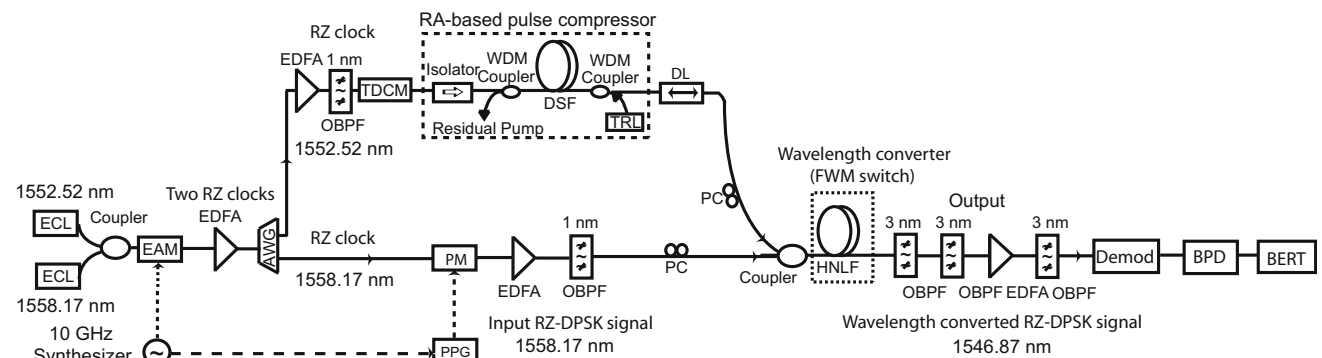 RZ clock
RA-based pulse compressor
EDFA 1 nm
TDCM
OBPF
1552.52 nm
Isolator
WDM
Coupler
DSF
WDM
Coupler
Residual Pump
TRL
DL
PC
Wavelength converter
(FWM switch)
1552.52 nm
ECL
ECL
1558.17 nm
Coupler
EAM
Two RZ clocks
EDFA
AWG
RZ clock
1558.17 nm
PM
EDFA
1 nm
OBPF
PC
Coupler
HNLF
Output
3 nm
3 nm
3 nm
OBPF
OBPF
EDFA
OBPF
Demod
BPD
BERT
10 GHz
Synthesizer
PPG
Input RZ-DPSK signal
1558.17 nm
Wavelength converted RZ-DPSK signal
1546.87 nm